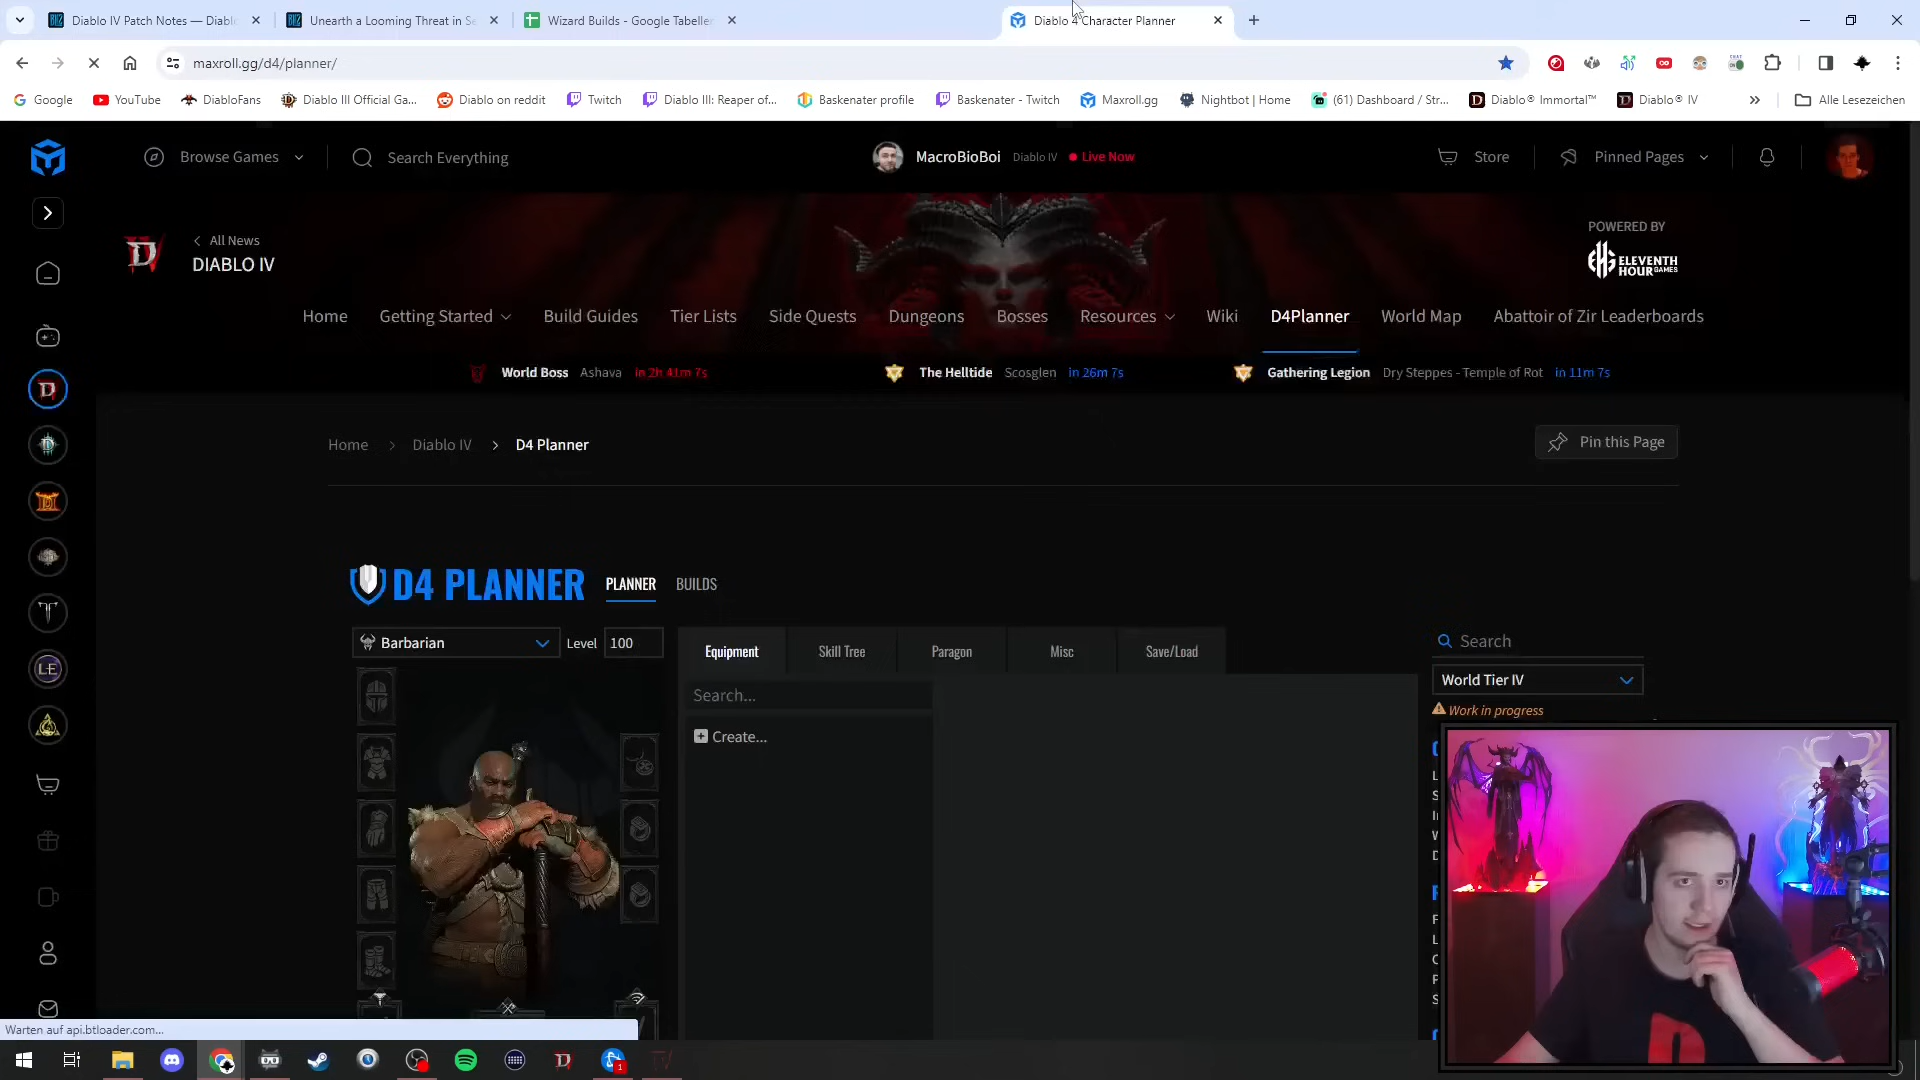 Diablo IV Patch Notes — Diabl
Unearth a Looming Threat in Se
Wizard Builds - Google Tabeller
Diablo 4 Character Planner
maxroll.gg/d4/planner/
Google
YouTube
DiabloFans
Diablo III Official Ga...
Diablo on reddit
Twitch
Diablo III: Reaper of...
Baskenater profile
Baskenater - Twitch
Maxroll.gg
Nightbot | Home
(61) Dashboard / Str...
Diablo® Immortal™
Diablo® IV
Alle Lesezeichen
Browse Games
Search Everything
MacroBioBoi Diablo IV Live Now
Store
Pinned Pages
All News
DIABLO IV
POWERED BY
ELEVENTH
HOUR GAMES
Home
Getting Started
Build Guides
Tier Lists
Side Quests
Dungeons
Bosses
Resources
Wiki
D4Planner
World Map
Abattoir of Zir Leaderboards
World Boss Ashava in 2h 41m 7s
The Helltide Scosglen in 26m 7s
Gathering Legion Dry Steppes - Temple of Rot in 11m 7s
Home > Diablo IV > D4 Planner
Pin this Page
D4 PLANNER
PLANNER
BUILDS
Barbarian
Level 100
Equipment
Skill Tree
Paragon
Misc
Save/Load
Search
Search...
World Tier IV
Work in progress
Create...
LE
Warten auf api.btloader.com...
1